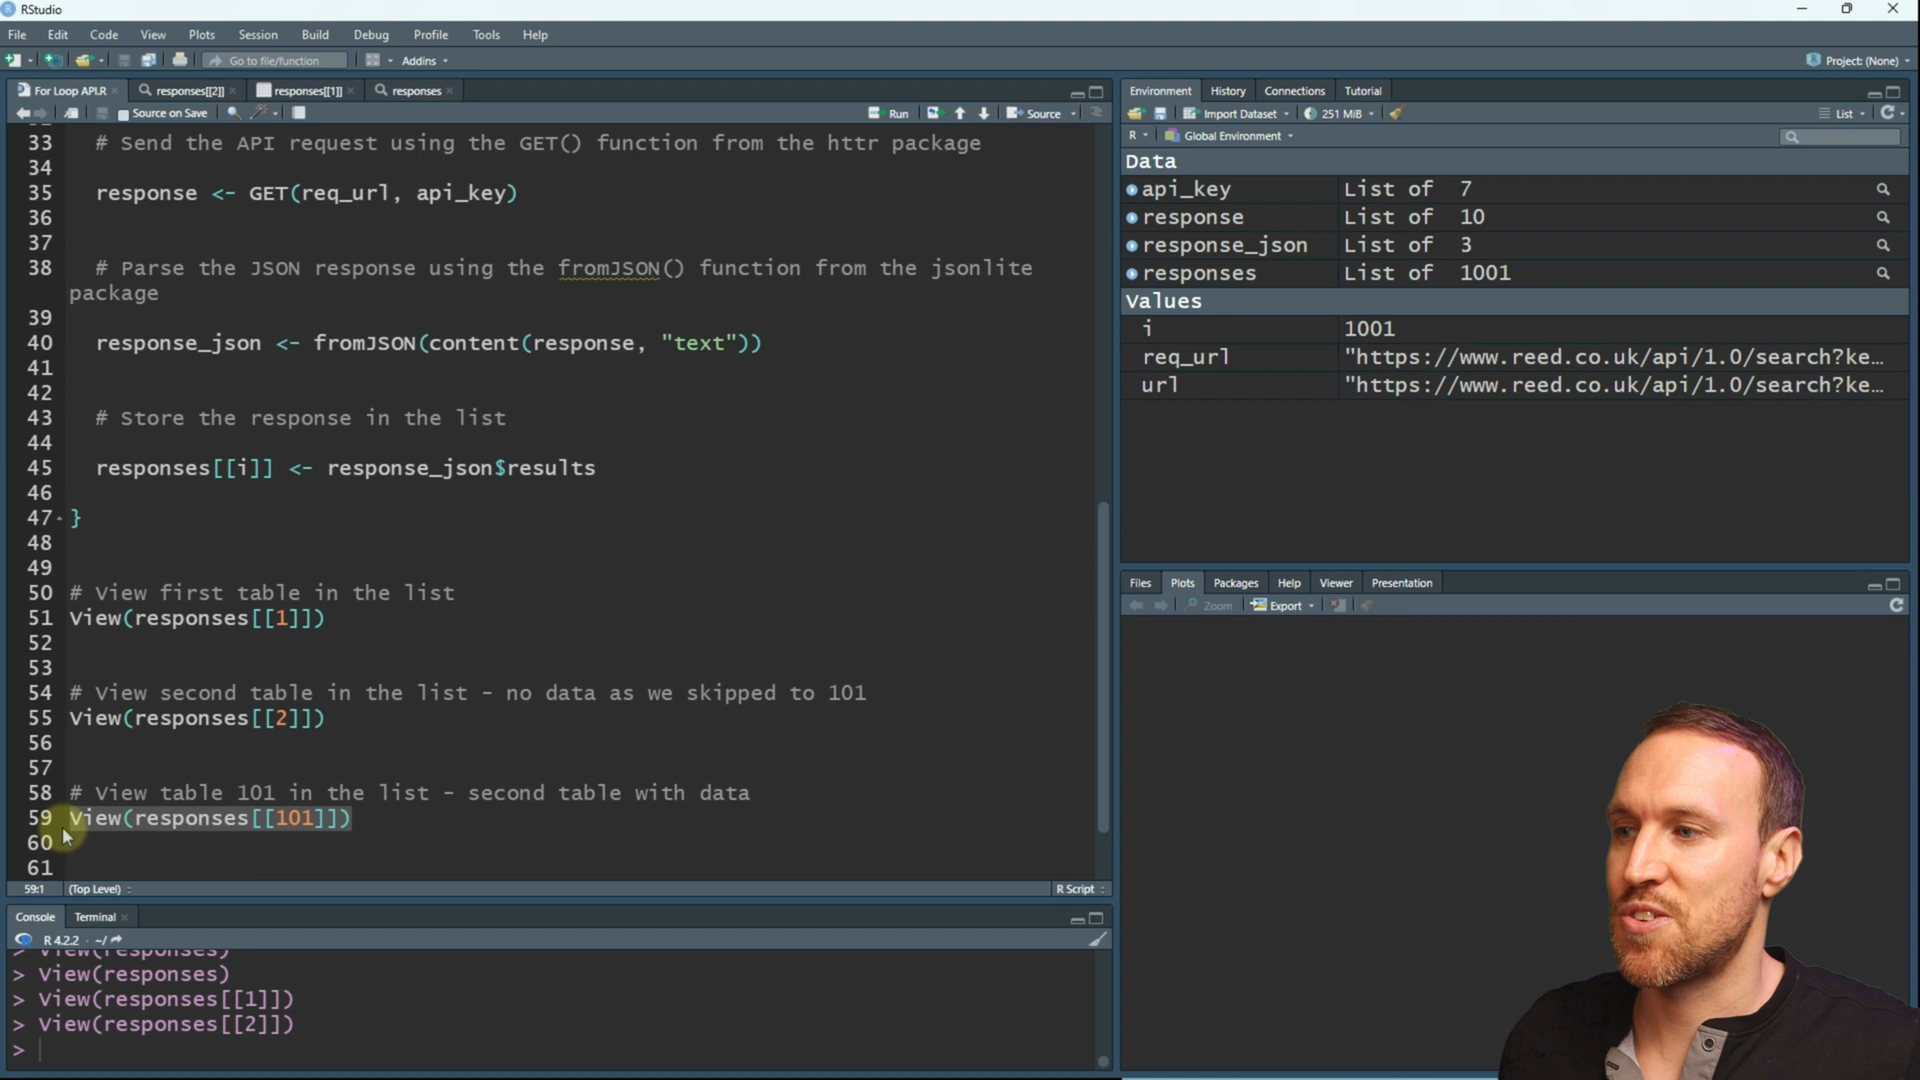 RStudio
File Edit Code View Plots Session Build Debug Profile Tools Help
Go to file/function Addins Project: (None)
For Loop API.R responses[[2]] responses[[1]] responses
Source on Save Run Source
33 # Send the API request using the GET() function from the httr package
34
35 response <- GET(req_url, api_key)
36
37
38 # Parse the JSON response using the fromJSON() function from the jsonlite
package
39
40 response_json <- fromJSON(content(response, "text"))
41
42
43 # Store the response in the list
44
45 responses[[i]] <- response_json$results
46
47 }
48
49
50 # View first table in the list
51 View(responses[[1]])
52
53
54 # View second table in the list - no data as we skipped to 101
55 View(responses[[2]])
56
57
58 # View table 101 in the list - second table with data
59 View(responses[[101]])
60
61
59:1 (Top Level) R Script
Console Terminal
R 4.2.2 · ~/
> View(responses)
> View(responses)
> View(responses[[1]])
> View(responses[[2]])
>
Environment History Connections Tutorial
Import Dataset 251 MiB List
R Global Environment
Data
api_key List of 7
response List of 10
response_json List of 3
responses List of 1001
Values
i 1001
req_url "https://www.reed.co.uk/api/1.0/search?ke…
url "https://www.reed.co.uk/api/1.0/search?ke…
Files Plots Packages Help Viewer Presentation
Zoom Export